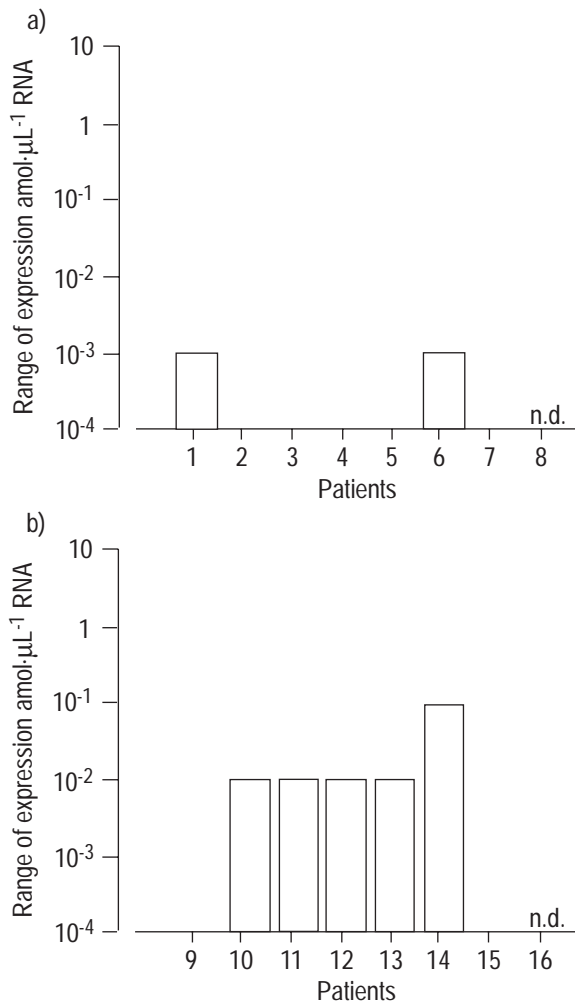 a)
Range of expression amol·µL⁻¹ RNA
10
1
10⁻¹
10⁻²
10⁻³
10⁻⁴
n.d.
1 2 3 4 5 6 7 8
Patients
b)
Range of expression amol·µL⁻¹ RNA
10
1
10⁻¹
10⁻²
10⁻³
10⁻⁴
n.d.
9 10 11 12 13 14 15 16
Patients